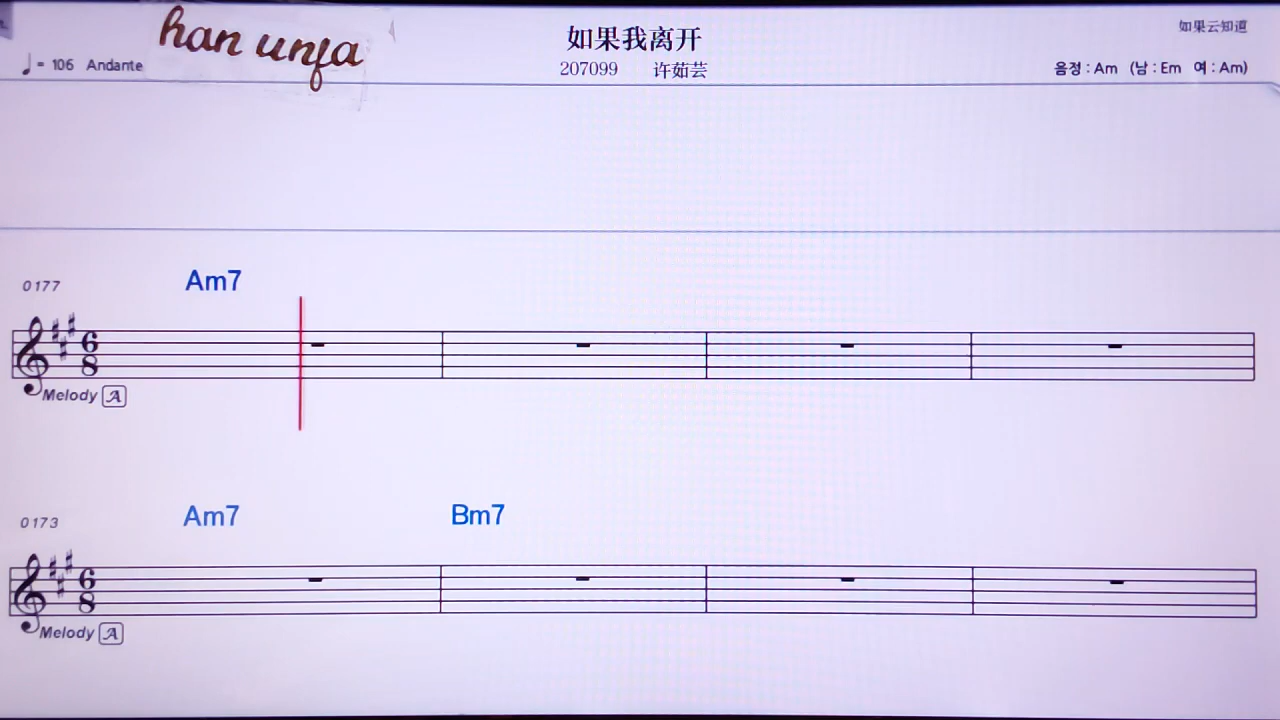 han unfa
如果我离开
如果云知道
♩ = 106 Andante
207099 许茹芸
음정 : Am (남 : Em 여 : Am)
0177 Am7
6
8
Melody A
0173 Am7 Bm7
6
8
Melody A